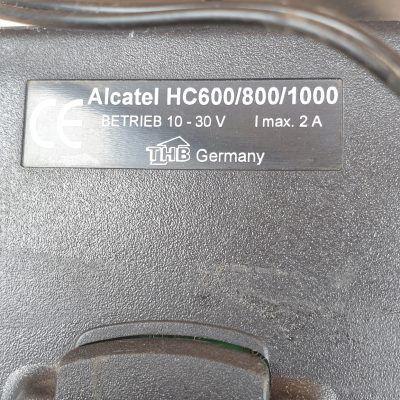 CE Alcatel HC600/800/1000
BETRIEB 10 - 30 V I max. 2 A
THB Germany